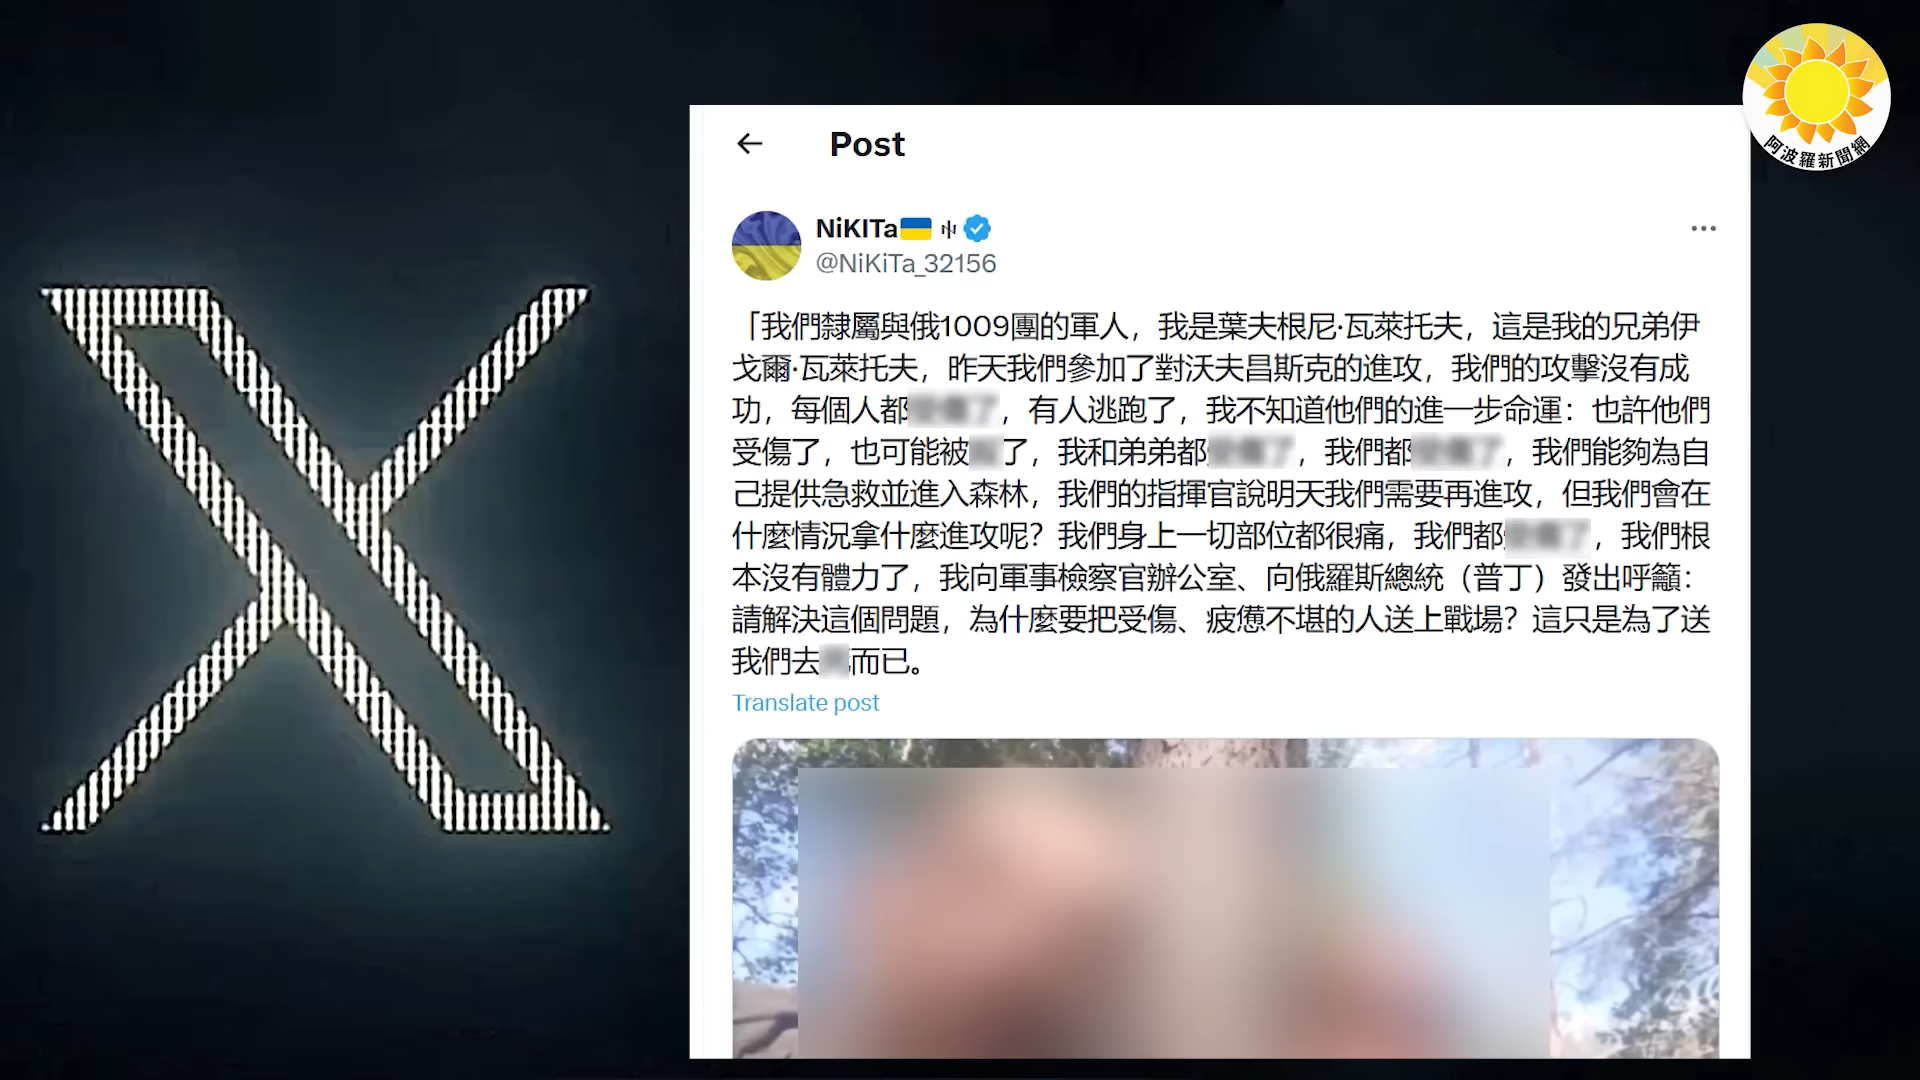 阿波羅新聞網
Post
NiKITa
@NiKiTa_32156
「我們隸屬與俄1009團的軍人，我是葉夫根尼·瓦萊托夫，這是我的兄弟伊
戈爾·瓦萊托夫，昨天我們參加了對沃夫昌斯克的進攻，我們的攻擊沒有成
功，每個人都，有人逃跑了，我不知道他們的進一步命運：也許他們
受傷了，也可能被了，我和弟弟都，我們都，我們能夠為自
己提供急救並進入森林，我們的指揮官說明天我們需要再進攻，但我們會在
什麼情況拿什麼進攻呢？我們身上一切部位都很痛，我們都，我們根
本沒有體力了，我向軍事檢察官辦公室、向俄羅斯總統（普丁）發出呼籲：
請解決這個問題，為什麼要把受傷、疲憊不堪的人送上戰場？這只是為了送
我們去而已。
Translate post